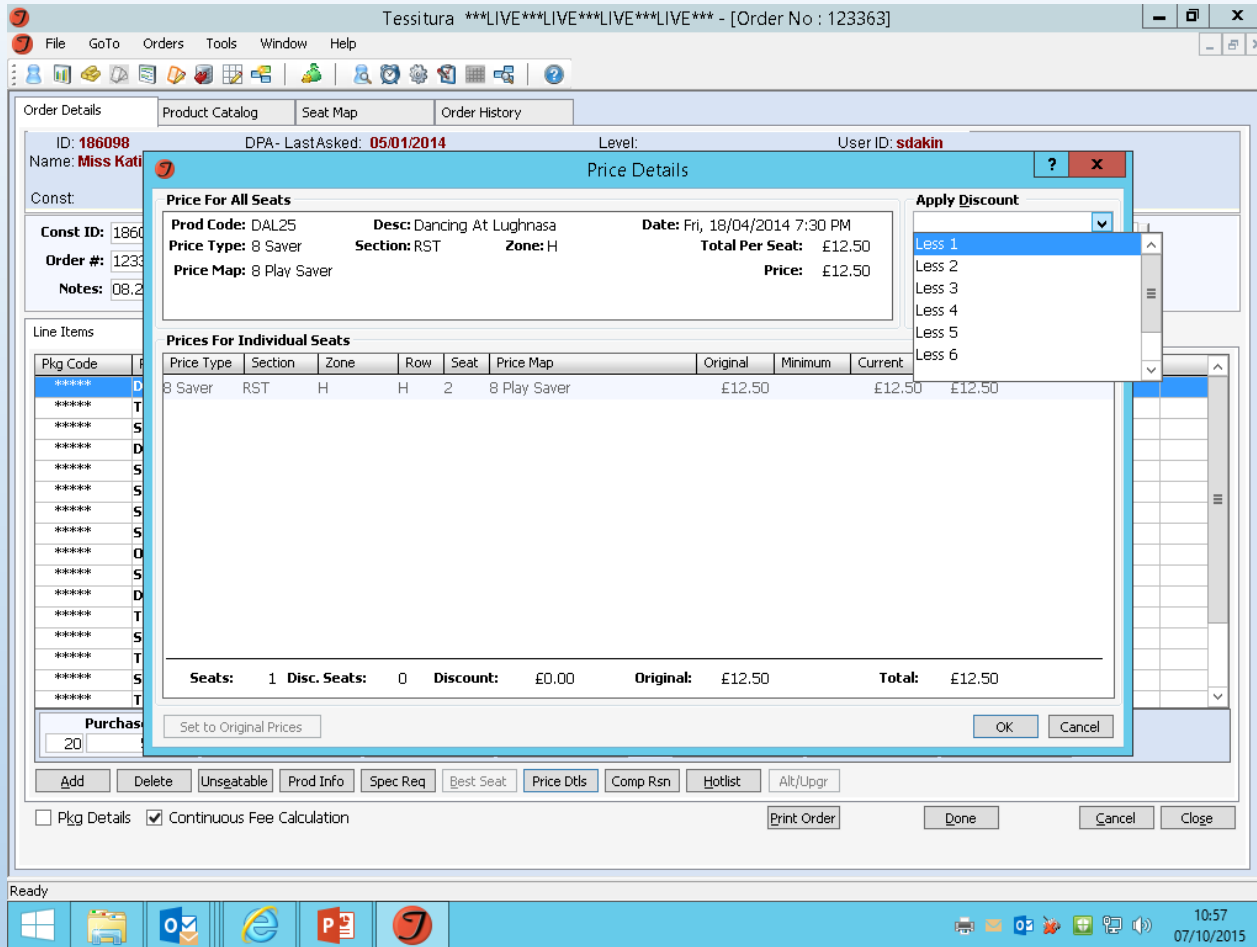 Tessitura ***LIVE***LIVE***LIVE***LIVE*** - [Order No : 123363]
File GoTo Orders Tools Window Help
Order Details Product Catalog Seat Map Order History
ID: 186098 DPA- LastAsked: 05/01/2014 Level: User ID: sdakin
Name: Miss Kati
Const:
Price Details
Const ID: 1860
Order #: 1233
Notes: 08.2
Price For All Seats
Prod Code: DAL25 Desc: Dancing At Lughnasa Date: Fri, 18/04/2014 7:30 PM
Price Type: 8 Saver Section: RST Zone: H Total Per Seat: £12.50
Price Map: 8 Play Saver Price: £12.50
Apply Discount
Less 1
Less 2
Less 3
Less 4
Less 5
Less 6
Line Items
Pkg Code
***** D
***** T
***** S
***** D
***** S
***** S
***** S
***** S
***** O
***** S
***** D
***** T
***** S
***** T
***** S
***** T
Prices For Individual Seats
Price Type Section Zone Row Seat Price Map Original Minimum Current
8 Saver RST H H 2 8 Play Saver £12.50 £12.50 £12.50
Seats: 1 Disc. Seats: 0 Discount: £0.00 Original: £12.50 Total: £12.50
Set to Original Prices OK Cancel
Purchas
20
Add Delete Unseatable Prod Info Spec Req Best Seat Price Dtls Comp Rsn Hotlist Alt/Upgr
Pkg Details Continuous Fee Calculation Print Order Done Cancel Close
Ready
10:57
07/10/2015